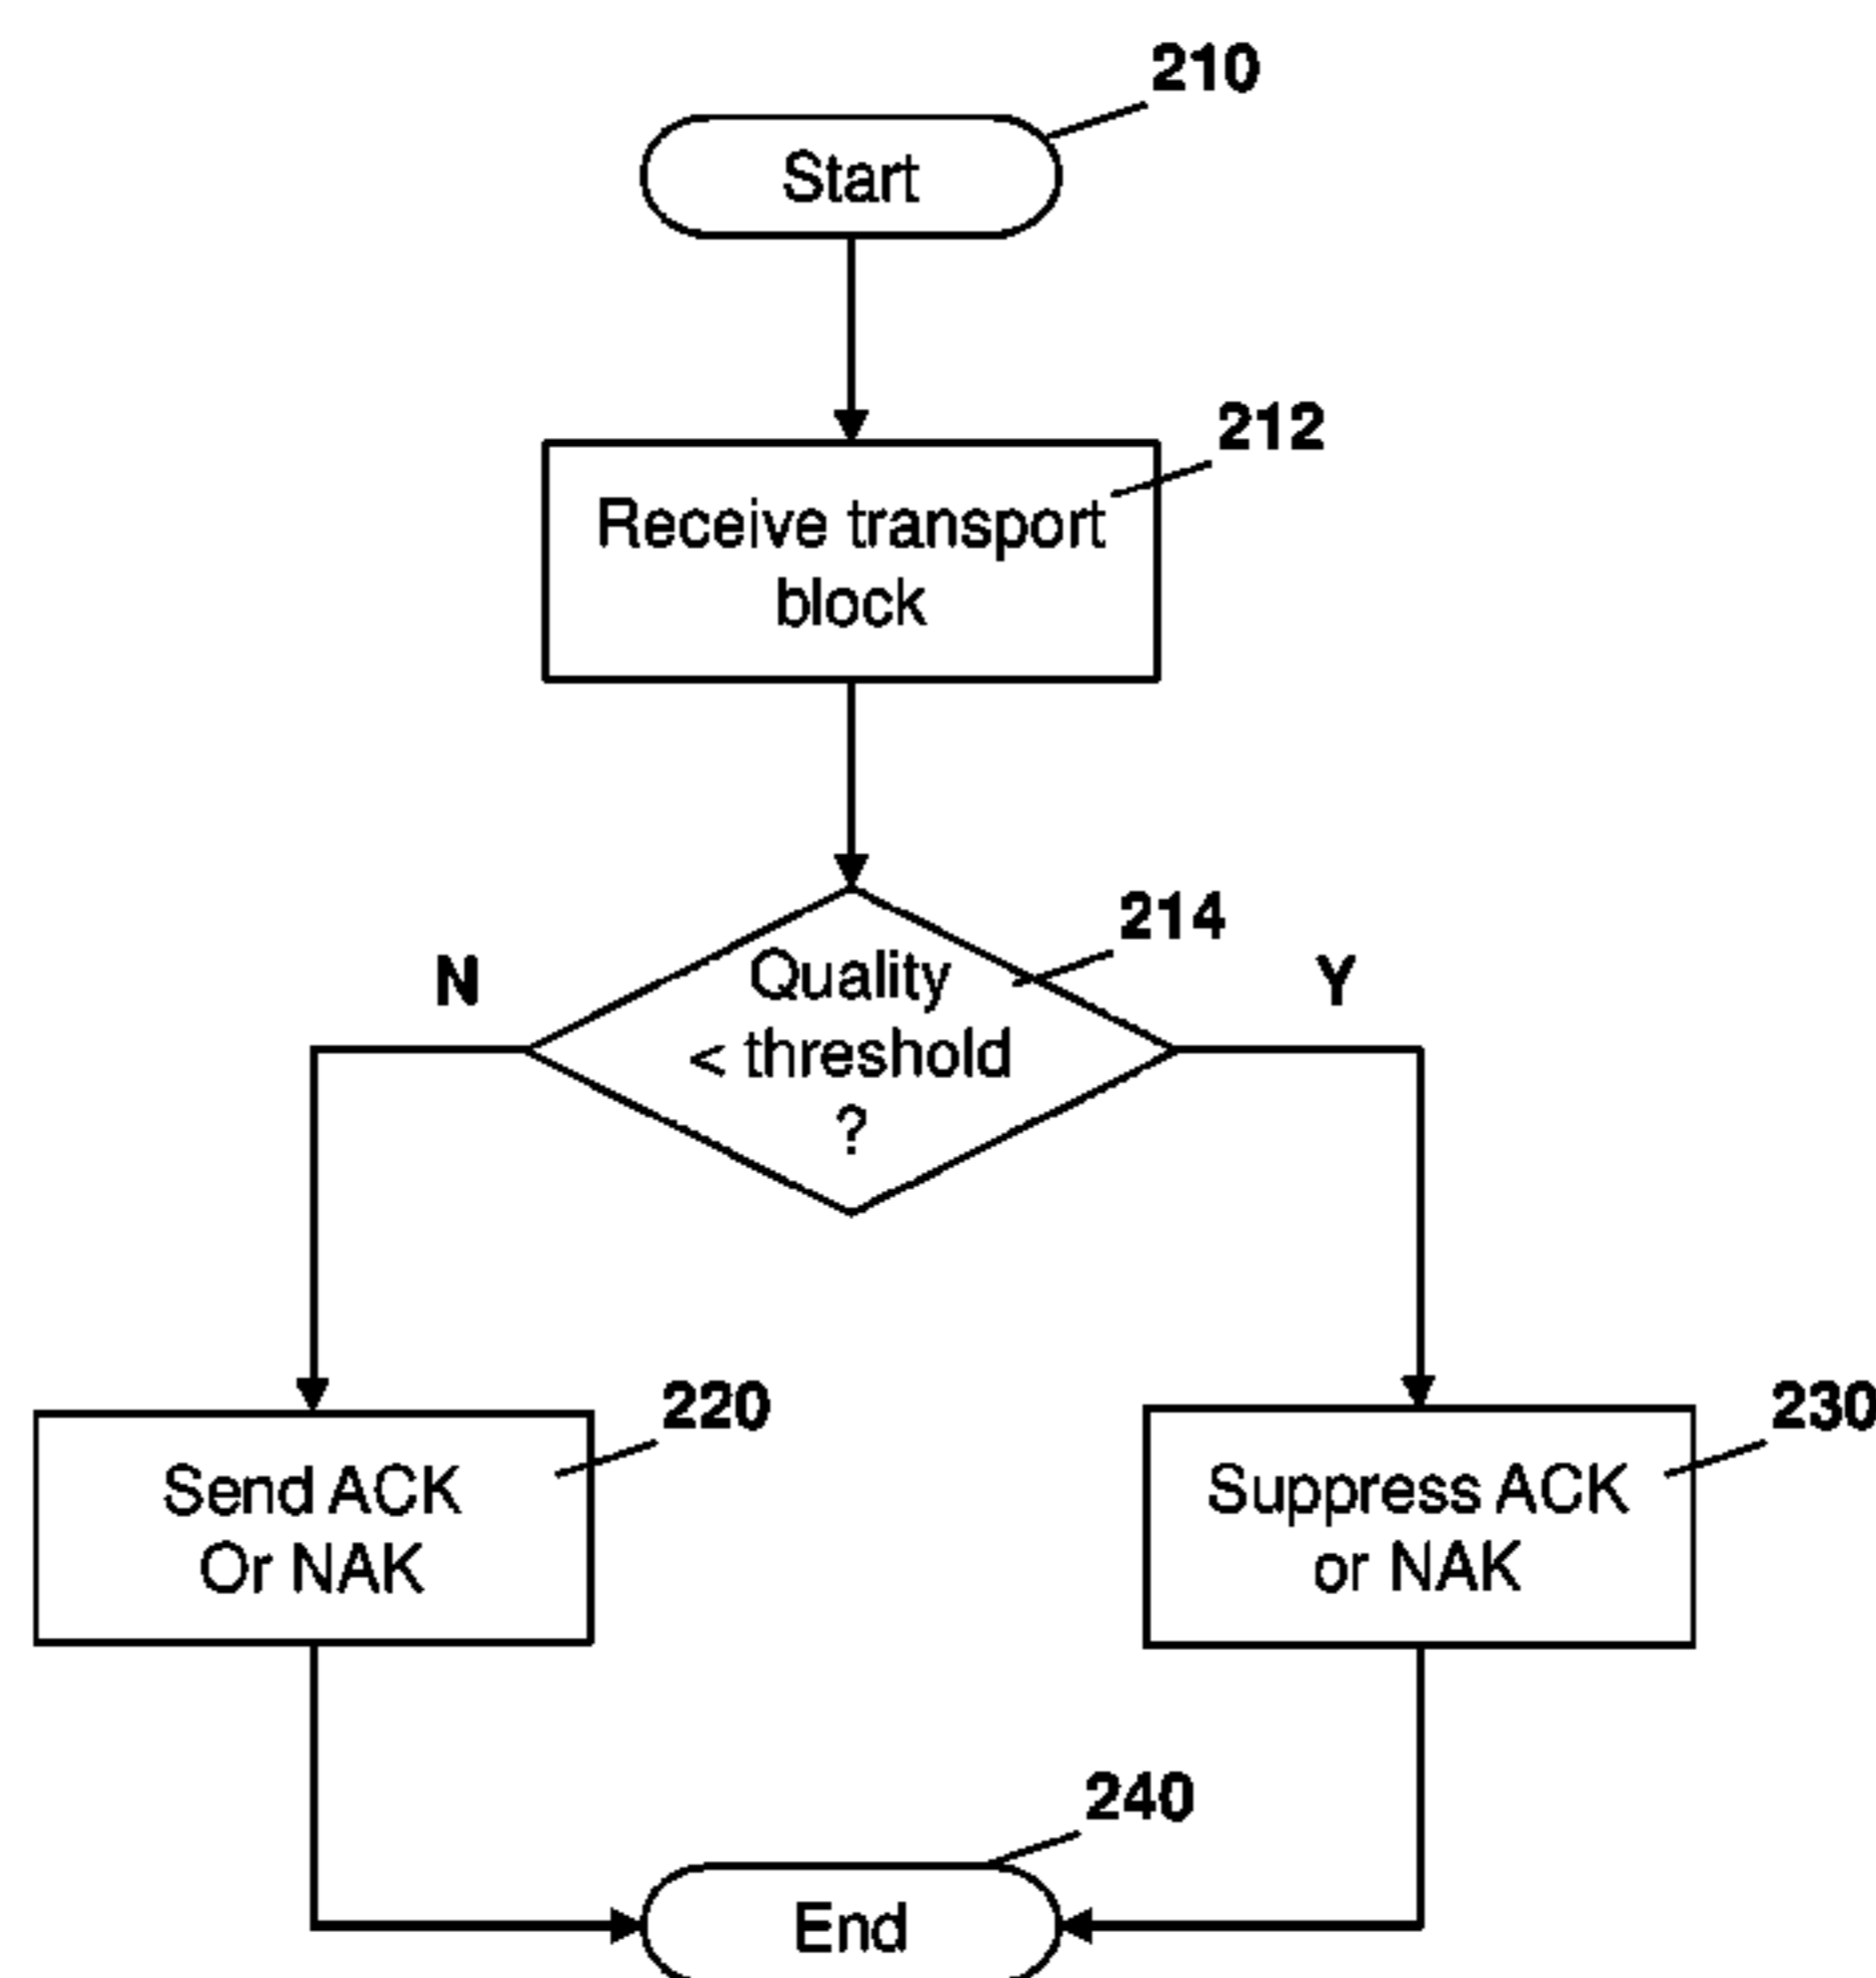 210
Start
212
Receive transport
block
214
N
Quality
Y
< threshold
?
220
230
Send ACK
Or NAK
Suppress ACK
or NAK
240
End